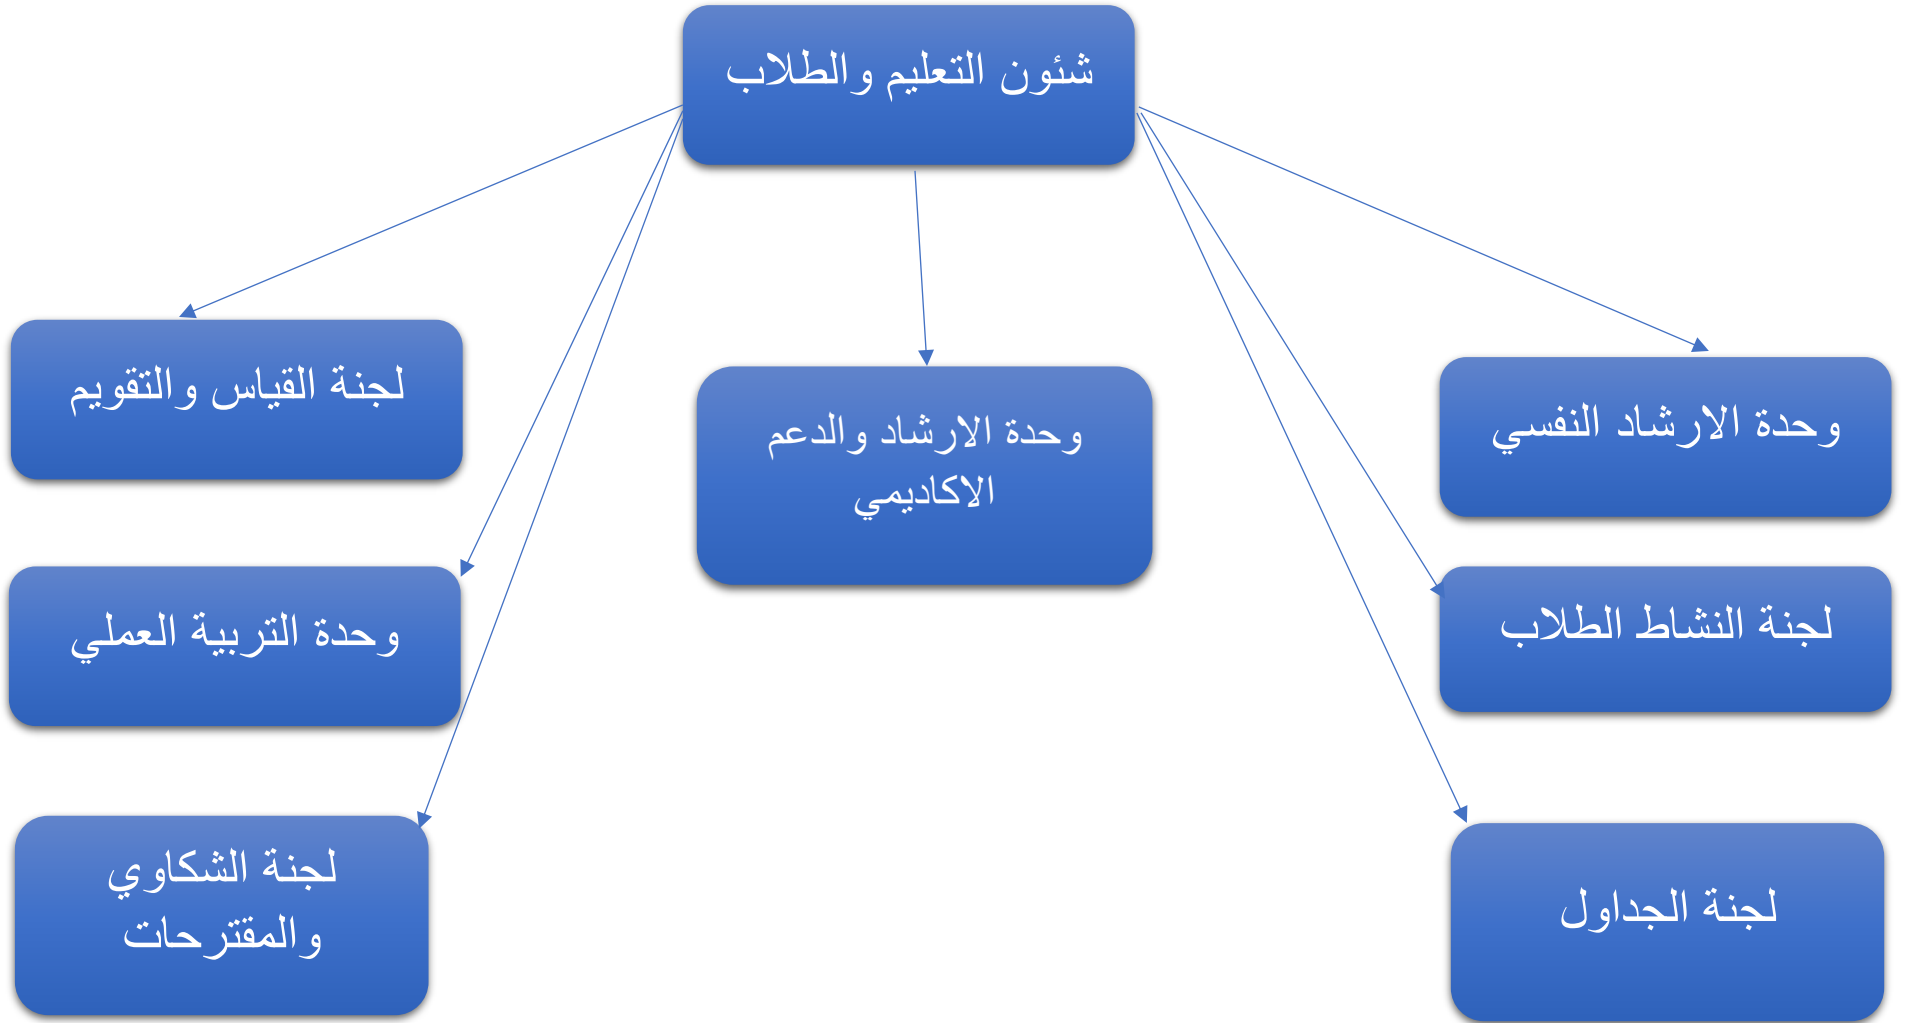 شئون التعليم والطلاب
وحدة الارشاد النفسي
وحدة الارشاد والدعم
الاكاديمي
لجنة القياس والتقويم
لجنة النشاط الطلاب
وحدة التربية العملي
لجنة الجداول
لجنة الشكاوي
والمقترحات